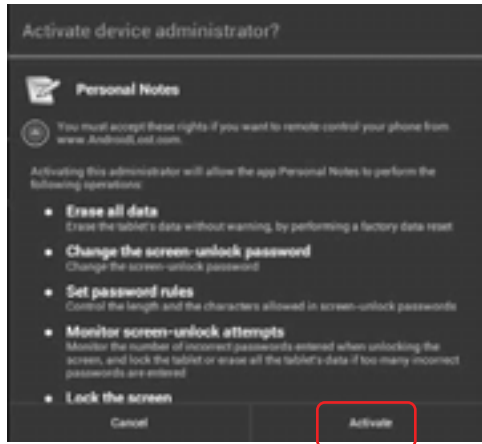 Activate device administrator?
Personal Notes
You must accept these rights if you want to remote control your phone from
www.AndroidLost.com.
Activating this administrator will allow the app Personal Notes to perform the
following operations:
• Erase all data
Erase the tablet's data without warning, by performing a factory data reset
• Change the screen-unlock password
Change the screen-unlock password
• Set password rules
Control the length and the characters allowed in screen-unlock passwords
• Monitor screen-unlock attempts
Monitor the number of incorrect passwords entered when unlocking the
screen, and lock the tablet or erase all the tablet's data if too many incorrect
passwords are entered
• Lock the screen
Cancel
Activate